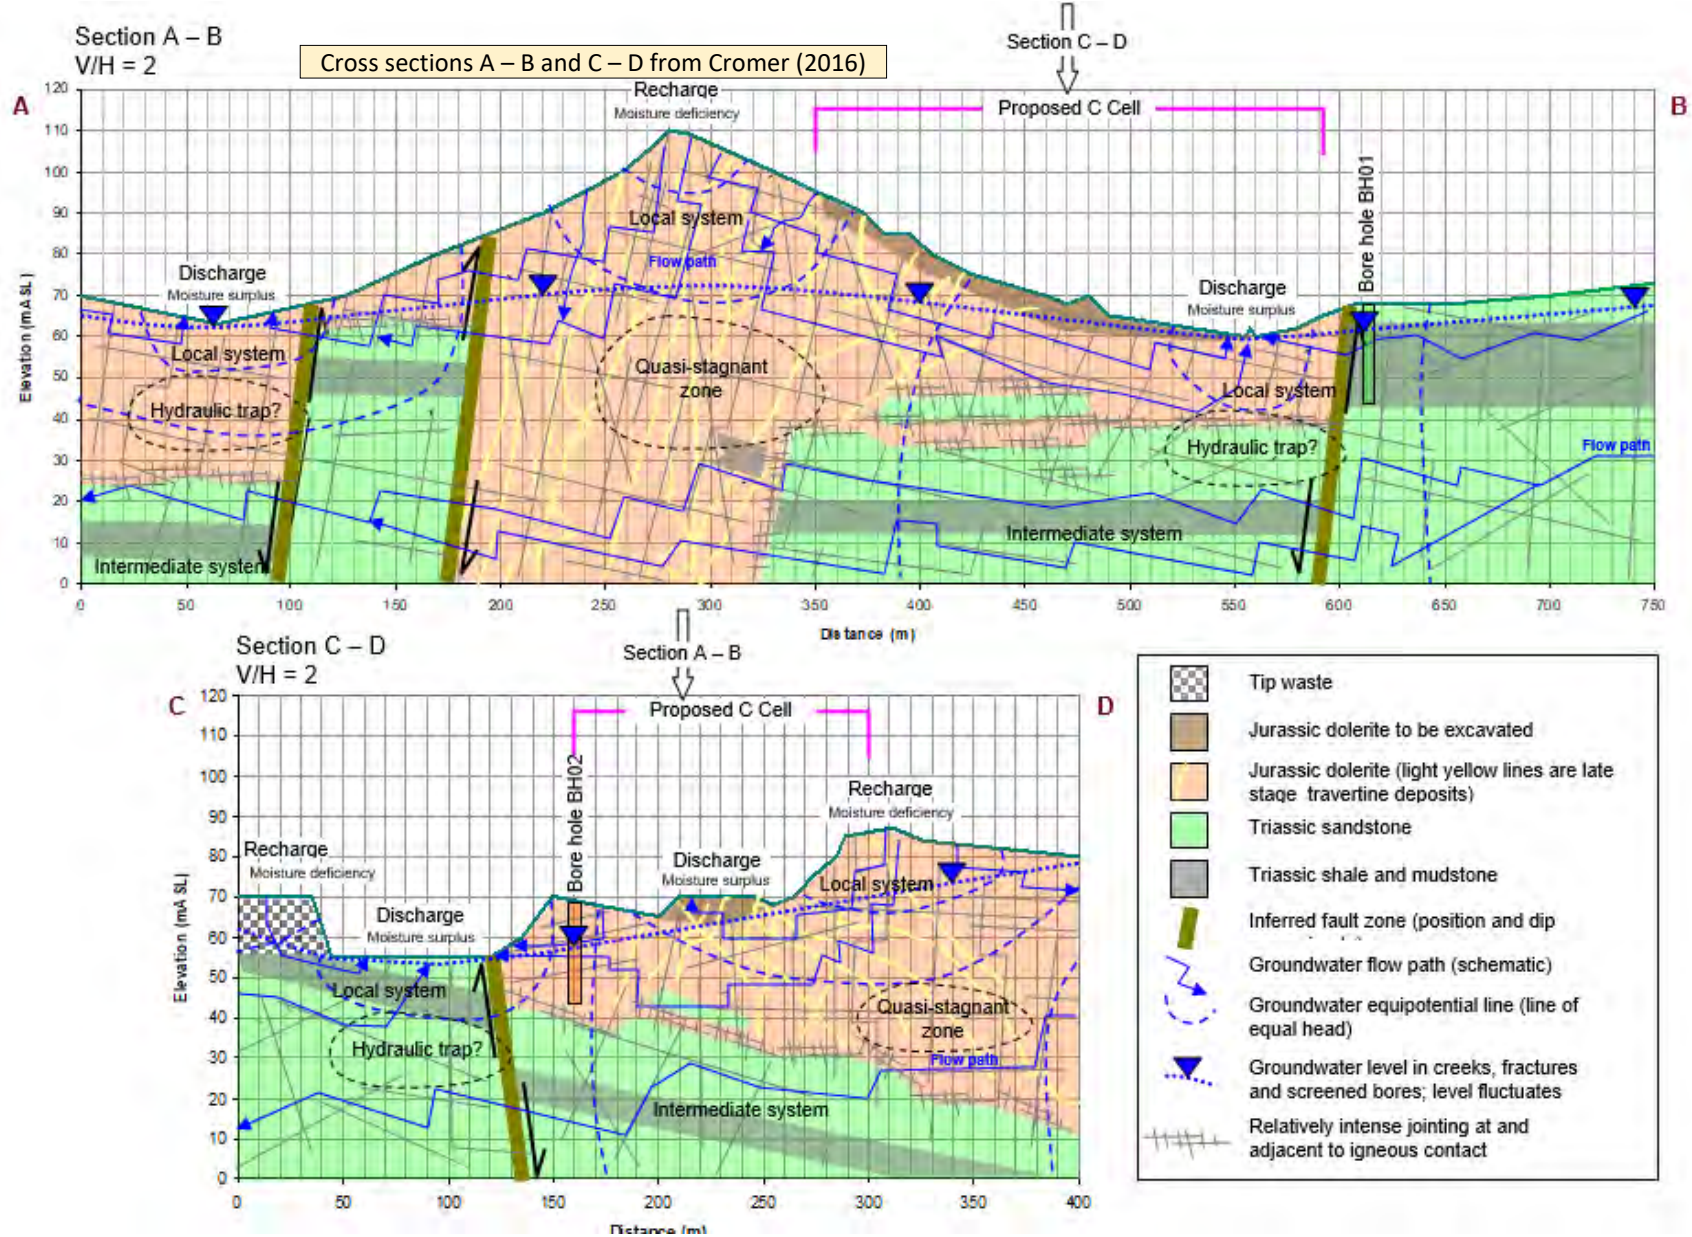 Section A – B
V/H = 2
Cross sections A – B and C – D from Cromer (2016)
Section C – D
A
B
Recharge
Moisture deficiency
Proposed C Cell
Bore hole BH01
Discharge
Moisture surplus
Local system
Flow path
Discharge
Moisture surplus
Local system
Hydraulic trap?
Quasi-stagnant
zone
Local system
Hydraulic trap?
Flow path
Intermediate system
Intermediate system
Elevation (mASL)
120
110
100
90
80
70
60
50
40
30
20
10
0
0 50 100 150 200 250 300 350 400 450 500 550 600 650 700 750
Distance (m)
Section C – D
V/H = 2
Section A – B
C
D
Proposed C Cell
Bore hole BH02
Recharge
Moisture deficiency
Recharge
Moisture deficiency
Discharge
Moisture surplus
Discharge
Moisture surplus
Local system
Local system
Quasi-stagnant
zone
Hydraulic trap?
Flow path
Intermediate system
Elevation (mASL)
120
110
100
90
80
70
60
50
40
30
20
10
0
0 50 100 150 200 250 300 350 400
Distance (m)
Tip waste
Jurassic dolerite to be excavated
Jurassic dolerite (light yellow lines are late
stage travertine deposits)
Triassic sandstone
Triassic shale and mudstone
Inferred fault zone (position and dip
Groundwater flow path (schematic)
Groundwater equipotential line (line of
equal head)
Groundwater level in creeks, fractures
and screened bores; level fluctuates
Relatively intense jointing at and
adjacent to igneous contact